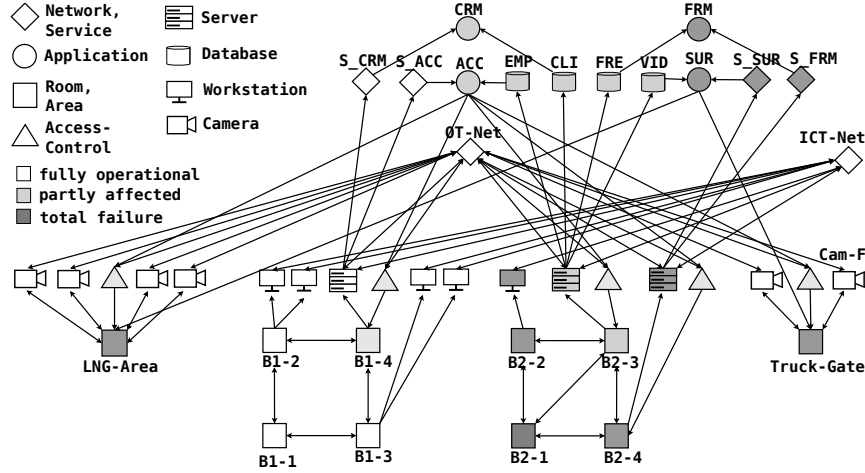 Network,
Service
Application
Room,
Area
Access-
Control
Server
Database
Workstation
Camera
fully operational
partly affected
total failure
CRM
FRM
S_CRM
S_ACC
ACC
EMP
CLI
FRE
VID
SUR
S_SUR
S_FRM
OT-Net
ICT-Net
Cam-F
LNG-Area
B1-2
B1-4
B2-2
B2-3
Truck-Gate
B1-1
B1-3
B2-1
B2-4